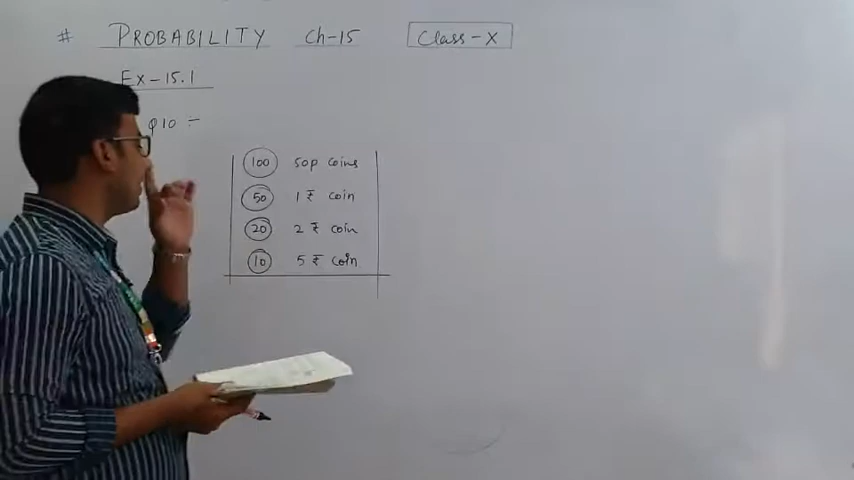 # PROBABILITY Ch-15 Class-X
Ex-15.1
Q10 :-
100 50p coins
50 1 ₹ coin
20 2 ₹ coin
10 5 ₹ coin